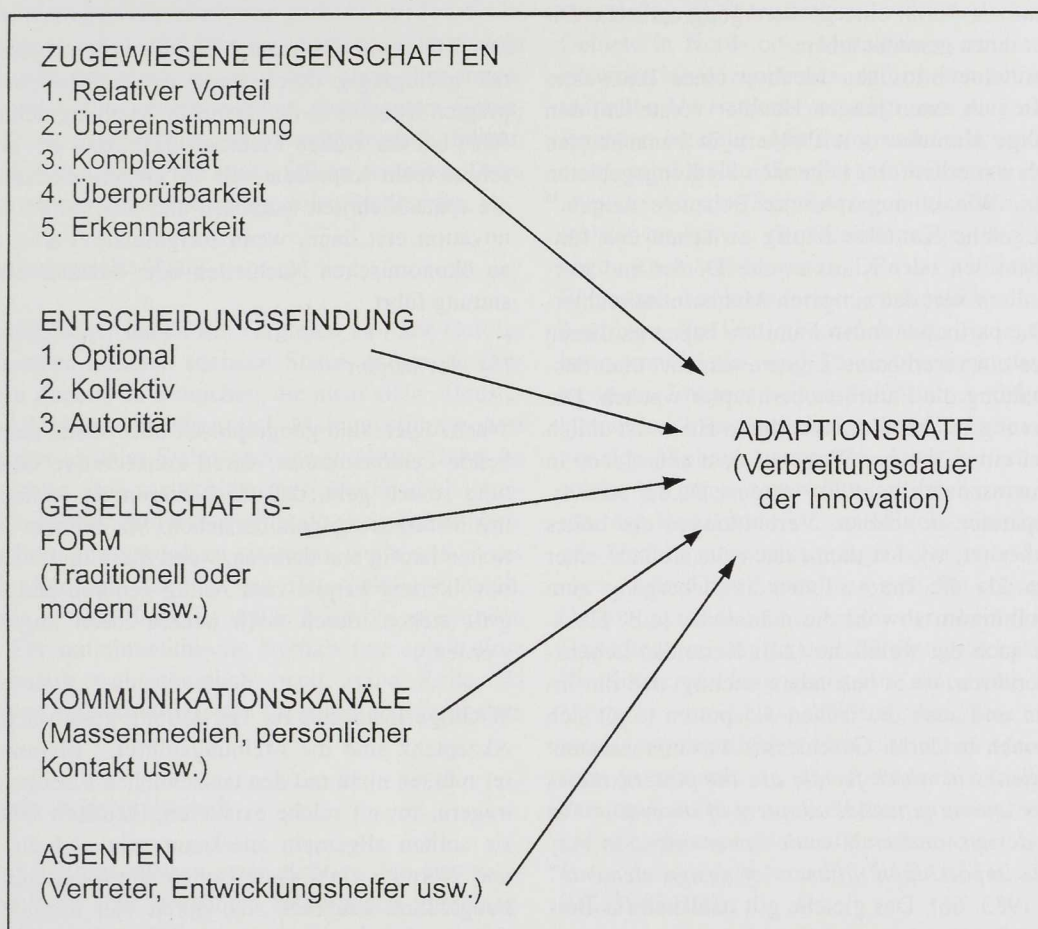 ZUGEWIESENE EIGENSCHAFTEN
1. Relativer Vorteil
2. Übereinstimmung
3. Komplexität
4. Überprüfbarkeit
5. Erkennbarkeit
ENTSCHEIDUNGSFINDUNG
1. Optional
2. Kollektiv
3. Autoritär
GESELLSCHAFTS-
FORM
(Traditionell oder
modern usw.)
KOMMUNIKATIONSKANÄLE
(Massenmedien, persönlicher
Kontakt usw.)
AGENTEN
(Vertreter, Entwicklungshelfer usw.)
ADAPTIONSRATE
(Verbreitungsdauer
der Innovation)